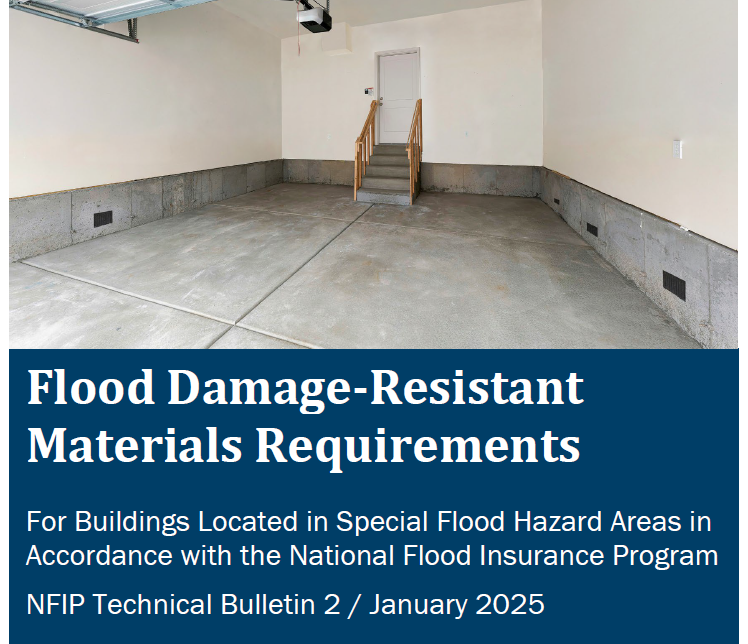 Flood Damage-Resistant
Materials Requirements
For Buildings Located in Special Flood Hazard Areas in
Accordance with the National Flood Insurance Program
NFIP Technical Bulletin 2 / January 2025